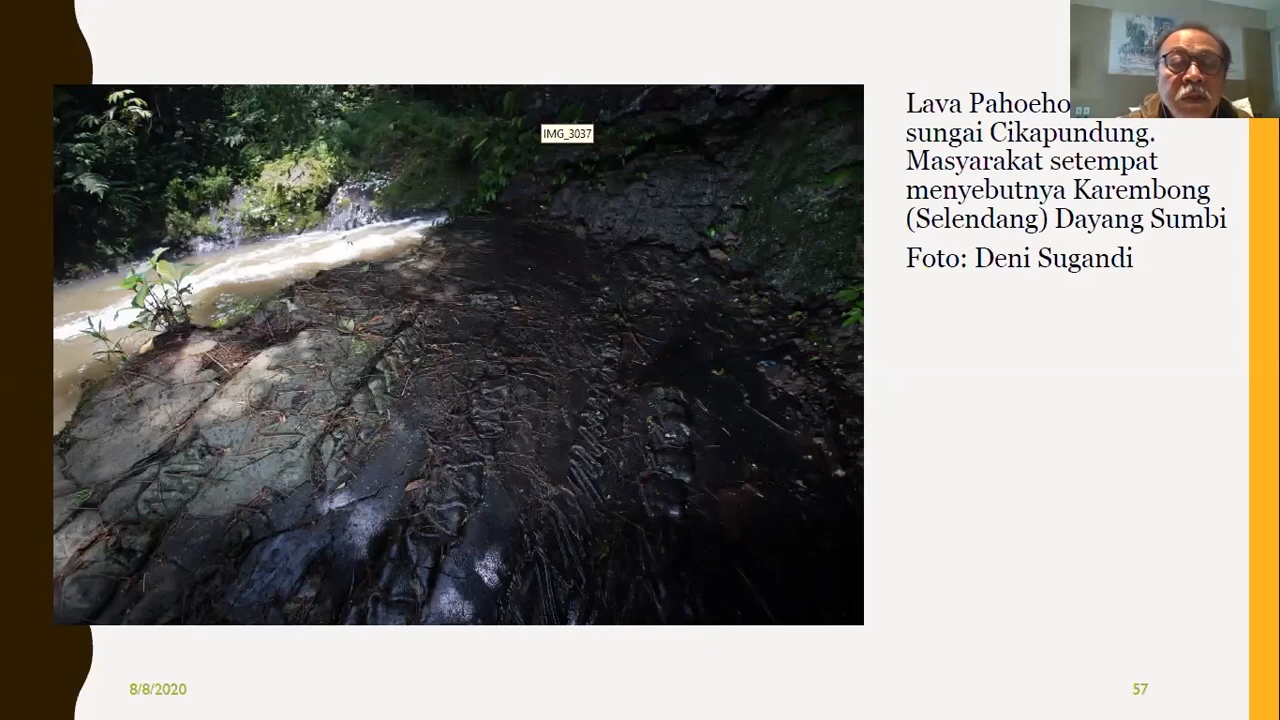 IMG_3037
Lava Pahoeho
sungai Cikapundung.
Masyarakat setempat
menyebutnya Karembong
(Selendang) Dayang Sumbi
Foto: Deni Sugandi
8/8/2020
57